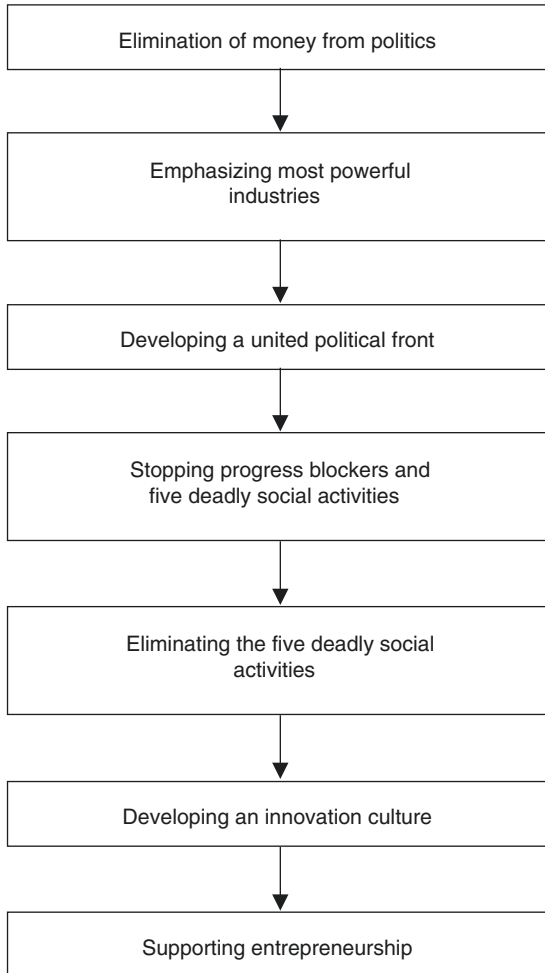 Elimination of money from politics
Emphasizing most powerful
industries
Developing a united political front
Stopping progress blockers and
five deadly social activities
Eliminating the five deadly social
activities
Developing an innovation culture
Supporting entrepreneurship